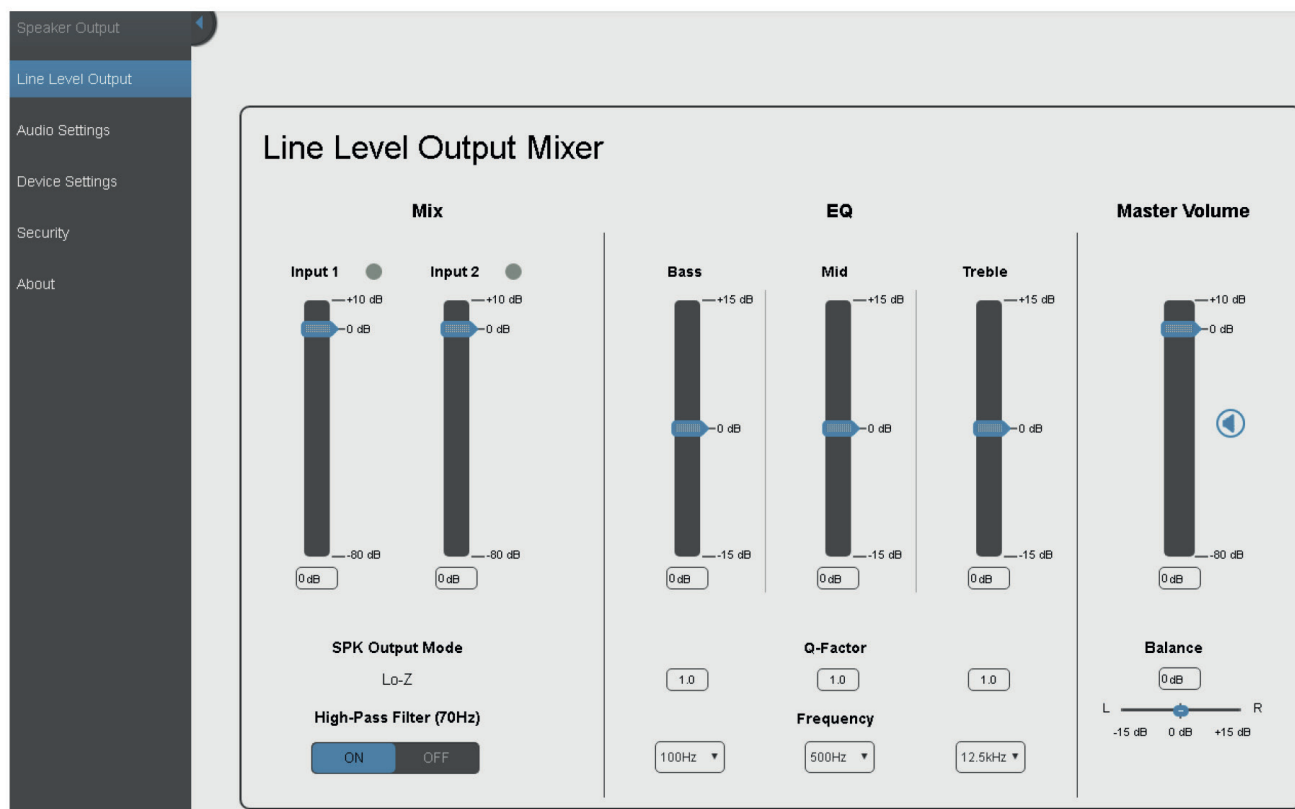 Speaker Output
Line Level Output
Audio Settings
Device Settings
Security
About
Line Level Output Mixer
Mix
EQ
Master Volume
Input 1
Input 2
Bass
Mid
Treble
+10 dB
+10 dB
+15 dB
+15 dB
+15 dB
+10 dB
0 dB
0 dB
0 dB
0 dB
0 dB
0 dB
-80 dB
-80 dB
-15 dB
-15 dB
-15 dB
-80 dB
0 dB
0 dB
0 dB
0 dB
0 dB
0 dB
SPK Output Mode
Q-Factor
Balance
Lo-Z
1.0
1.0
1.0
0 dB
High-Pass Filter (70Hz)
Frequency
L
R
-15 dB
0 dB
+15 dB
ON
OFF
100Hz
500Hz
12.5kHz